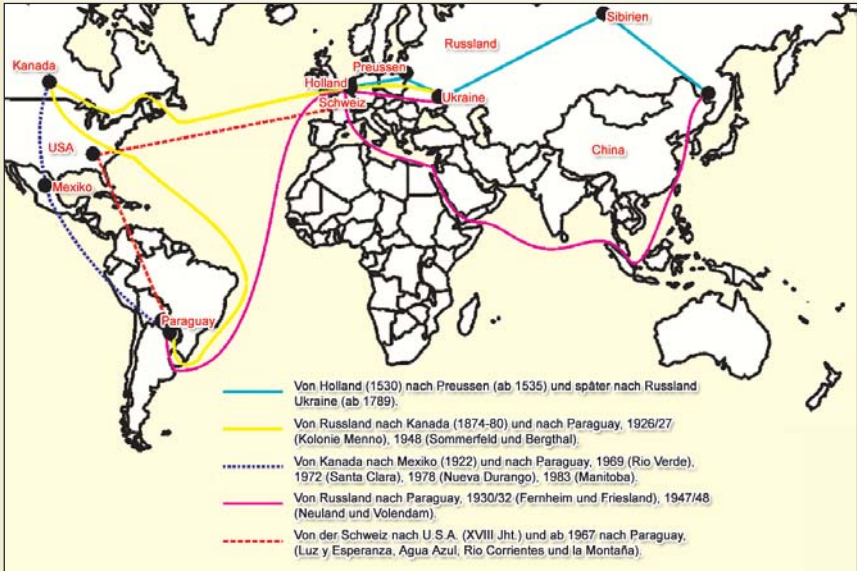 Sibirien
Russland
Kanada
Preussen
Holland
Ukraine
Schweiz
USA
China
Mexiko
Paraguay
Von Holland (1530) nach Preussen (ab 1535) und später nach Russland
Ukraine (ab 1789).
Von Russland nach Kanada (1874-80) und nach Paraguay, 1926/27
(Kolonie Menno), 1948 (Sommerfeld und Bergthal).
Von Kanada nach Mexiko (1922) und nach Paraguay, 1969 (Rio Verde),
1972 (Santa Clara), 1978 (Nueva Durango), 1983 (Manitoba).
Von Russland nach Paraguay, 1930/32 (Fernheim und Friesland), 1947/48
(Neuland und Volendam).
Von der Schweiz nach U.S.A. (XVIII Jht.) und ab 1967 nach Paraguay,
(Luz y Esperanza, Agua Azul, Rio Corrientes und la Montaña).